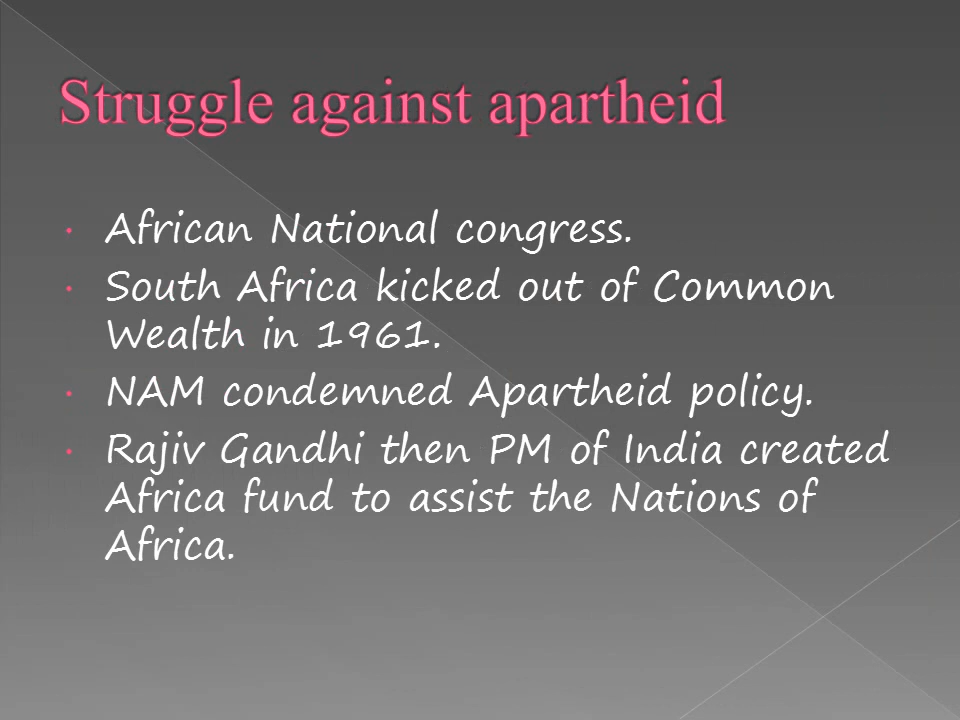 Struggle against apartheid
African National congress.
South Africa kicked out of Common
Wealth in 1961.
NAM condemned Apartheid policy.
Rajiv Gandhi then PM of India created
Africa fund to assist the Nations of
Africa.